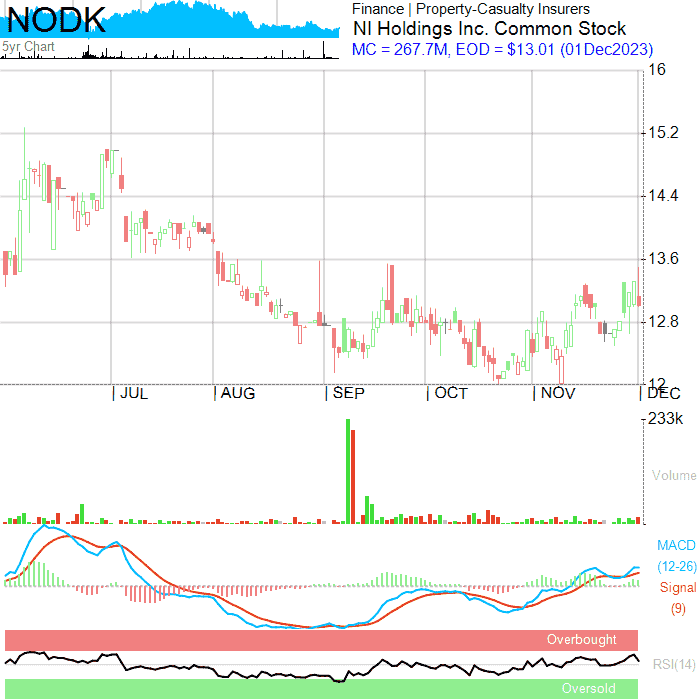 NODK
5yr Chart
Finance | Property-Casualty Insurers
NI Holdings Inc. Common Stock
MC = 267.7M, EOD = $13.01 (01Dec2023)
16
15.2
14.4
13.6
12.8
12
JUL AUG SEP OCT NOV DEC
233k
Volume
MACD
(12-26)
Signal
(9)
Overbought
RSI(14)
Oversold